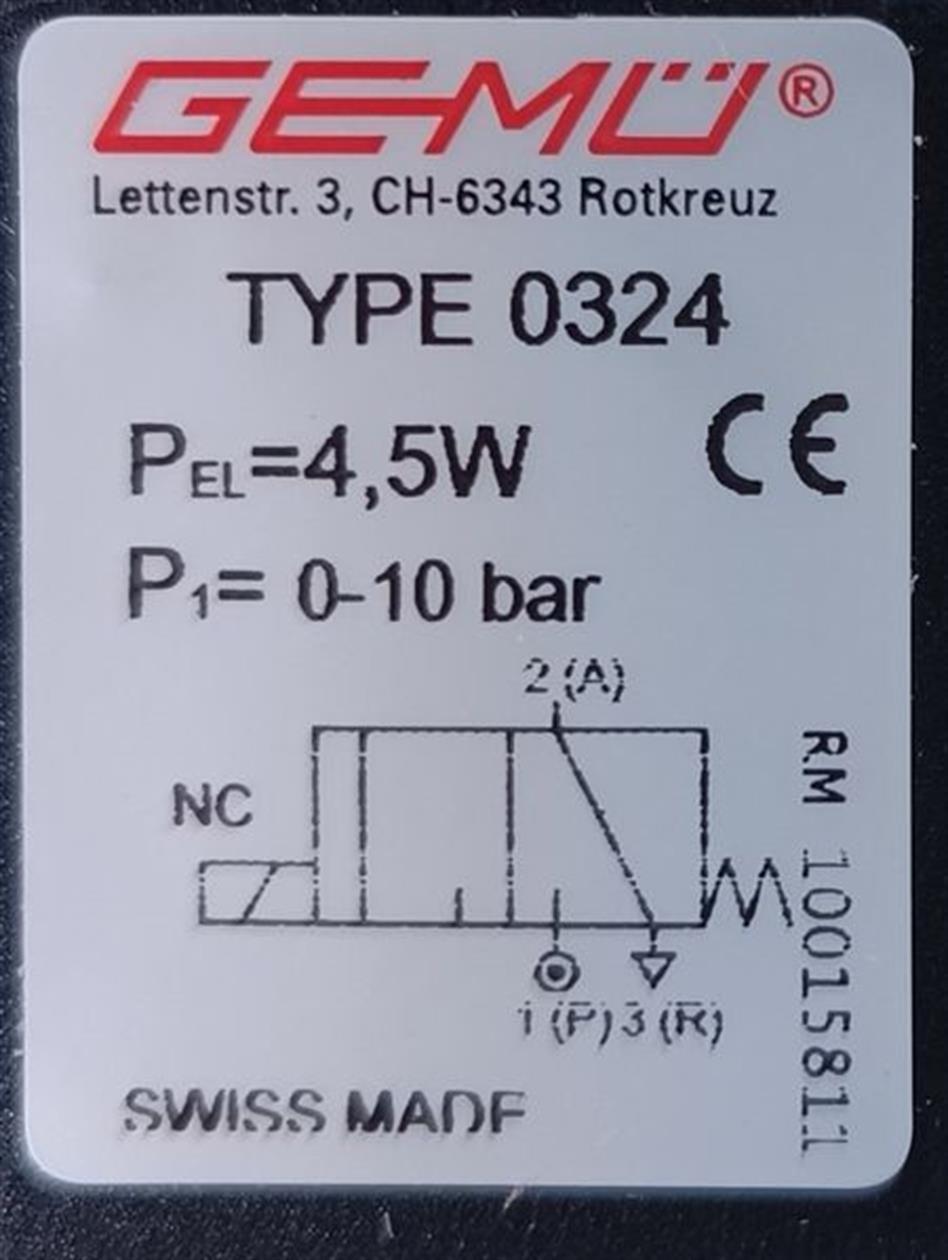 GEMÜ®
Lettenstr. 3, CH-6343 Rotkreuz
TYPE 0324
PEL=4,5W
CE
P1= 0-10 bar
2 (A)
NC
1 (P) 3 (R)
RM 10015811
SWISS MADE